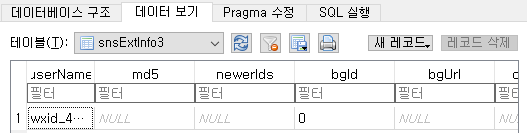 데이터베이스 구조 데이터 보기 Pragma 수정 SQL 실행
테이블(T): snsExtInfo3 새 레코드 레코드 삭제
userName md5 newerIds bgId bgUrl
필터 필터 필터 필터 필터
1 wxid_4… NULL NULL 0 NULL